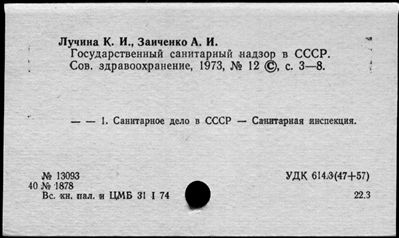 Лучина К. И., Заиченко А. И.
Государственный санитарный надзор в СССР.
Сов. здравоохранение, 1973, № 12 ©, с. 3—8.
— — 1. Санитарное дело в СССР — Санитарная инспекция.
№ 13093
УДК 614.3(47+57)
40 № 1878
Вс. кн. пал. и ЦМБ 31 I 74
22.3